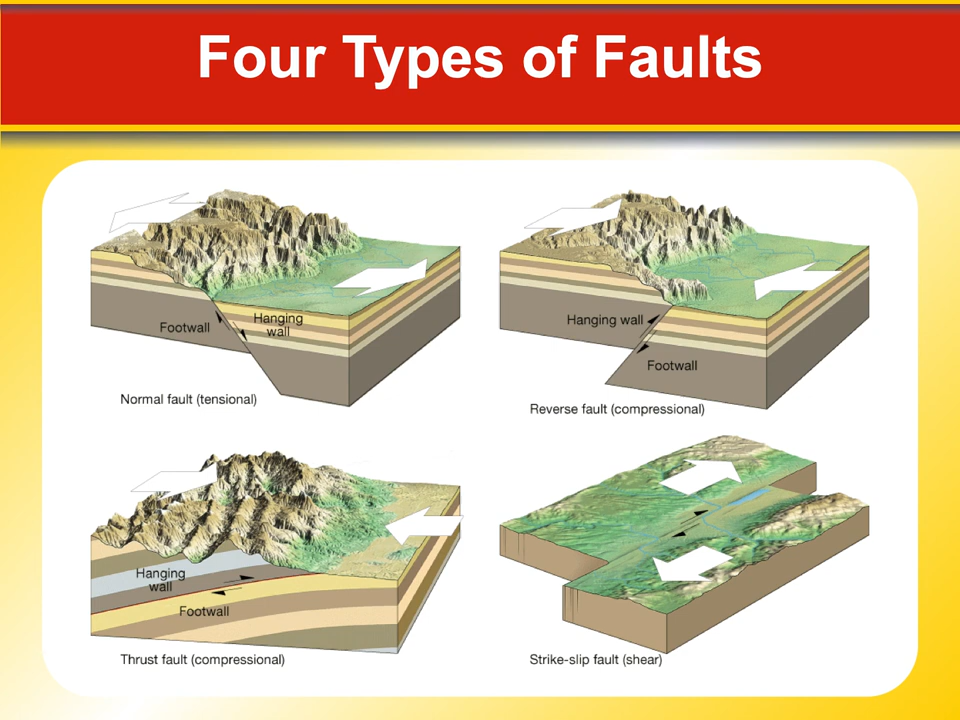 Four Types of Faults
Footwall
Hanging
wall
Normal fault (tensional)
Hanging wall
Footwall
Reverse fault (compressional)
Hanging
wall
Footwall
Thrust fault (compressional)
Strike-slip fault (shear)